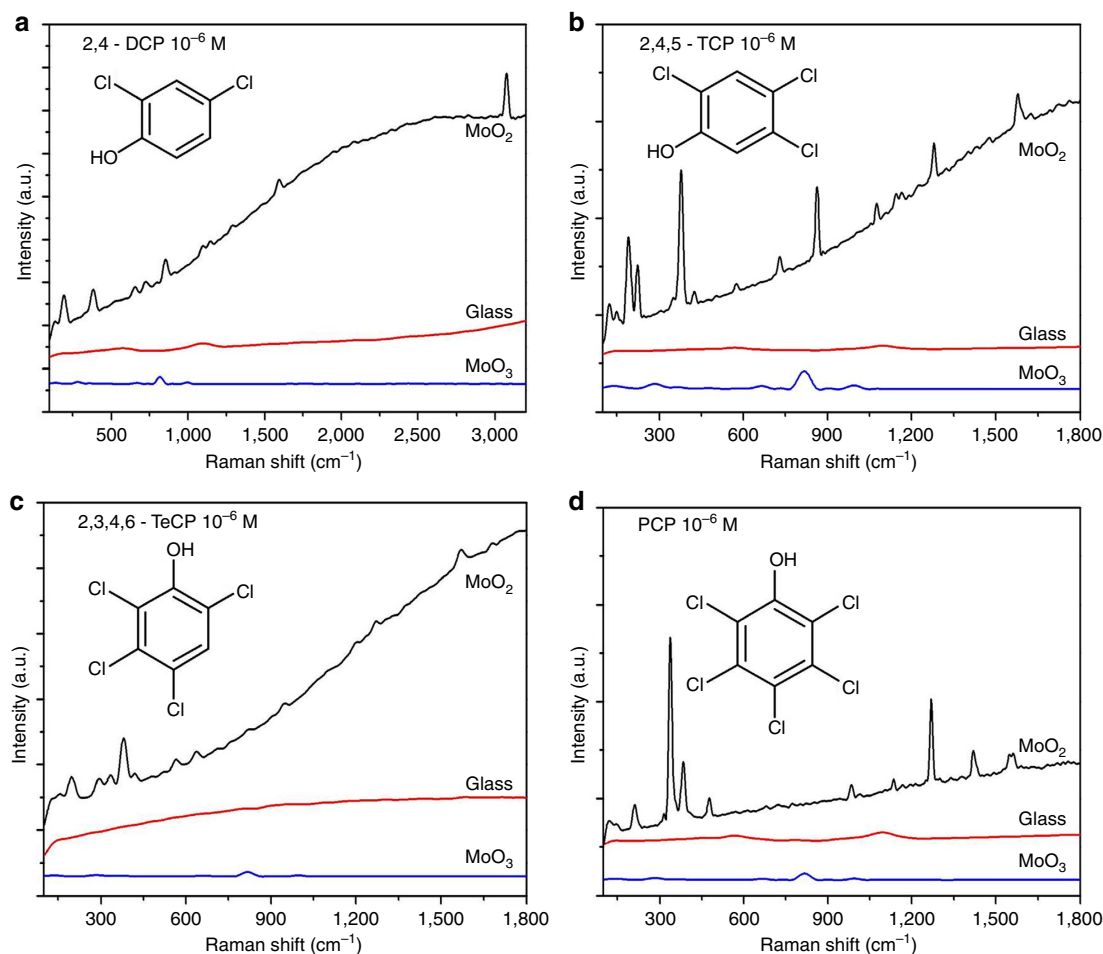 a
2,4 - DCP 10⁻⁶ M
Cl
Cl
HO
MoO₂
Glass
MoO₃
Intensity (a.u.)
500 1,000 1,500 2,000 2,500 3,000
Raman shift (cm⁻¹)
b
2,4,5 - TCP 10⁻⁶ M
Cl
Cl
HO
Cl
MoO₂
Glass
MoO₃
Intensity (a.u.)
300 600 900 1,200 1,500 1,800
Raman shift (cm⁻¹)
c
2,3,4,6 - TeCP 10⁻⁶ M
OH
Cl
Cl
Cl
Cl
MoO₂
Glass
MoO₃
Intensity (a.u.)
300 600 900 1,200 1,500 1,800
Raman shift (cm⁻¹)
d
PCP 10⁻⁶ M
OH
Cl
Cl
Cl
Cl
Cl
MoO₂
Glass
MoO₃
Intensity (a.u.)
300 600 900 1,200 1,500 1,800
Raman shift (cm⁻¹)